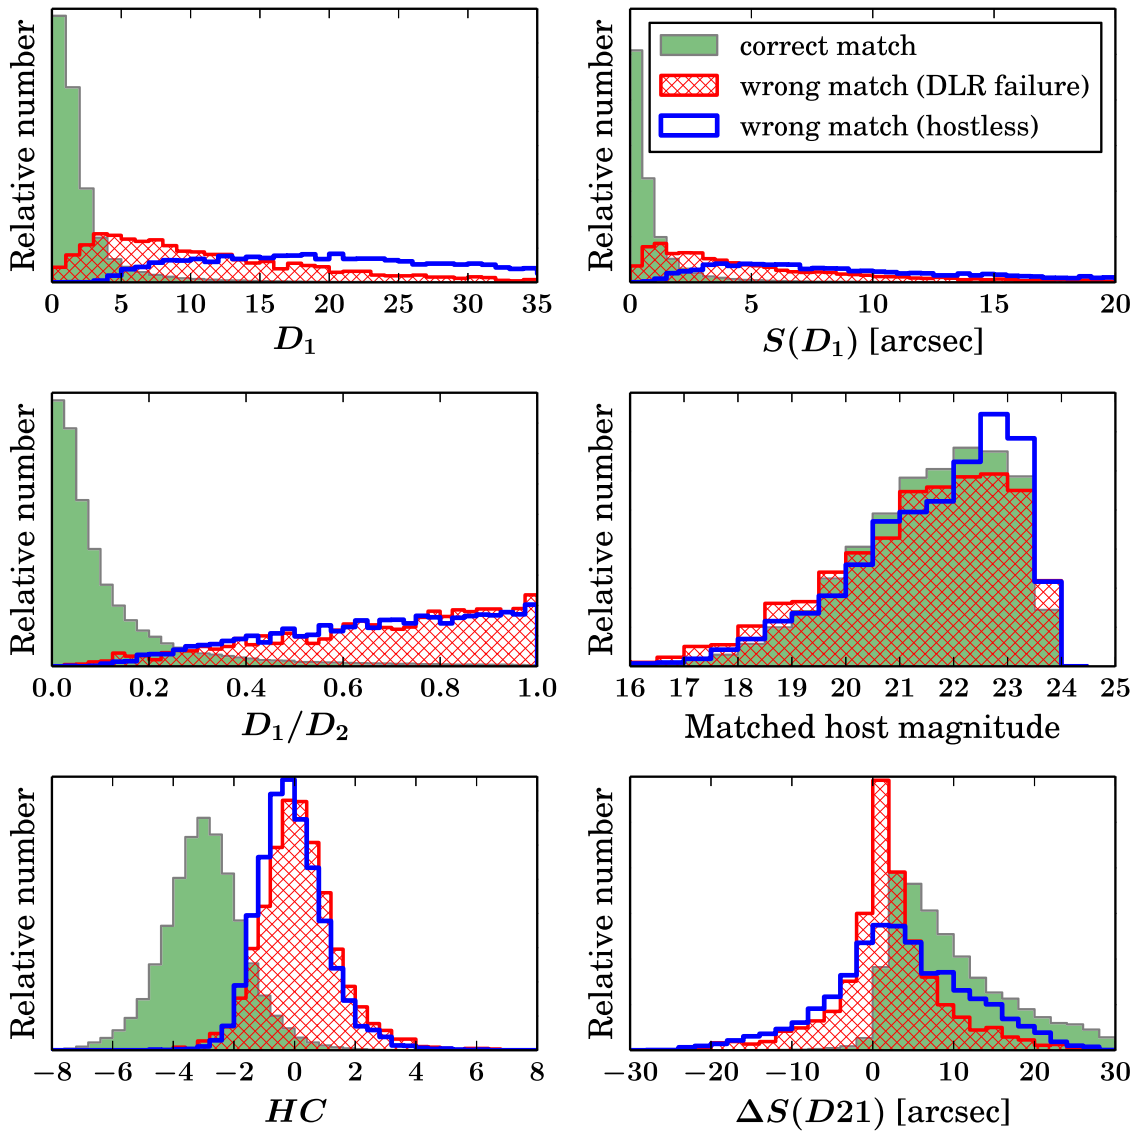 Relative number
0 5 10 15 20 25 30 35
D₁
Relative number
correct match
wrong match (DLR failure)
wrong match (hostless)
0 5 10 15 20
S(D₁) [arcsec]
Relative number
0.0 0.2 0.4 0.6 0.8 1.0
D₁/D₂
Relative number
16 17 18 19 20 21 22 23 24 25
Matched host magnitude
Relative number
−8 −6 −4 −2 0 2 4 6 8
HC
Relative number
−30 −20 −10 0 10 20 30
ΔS(D21) [arcsec]